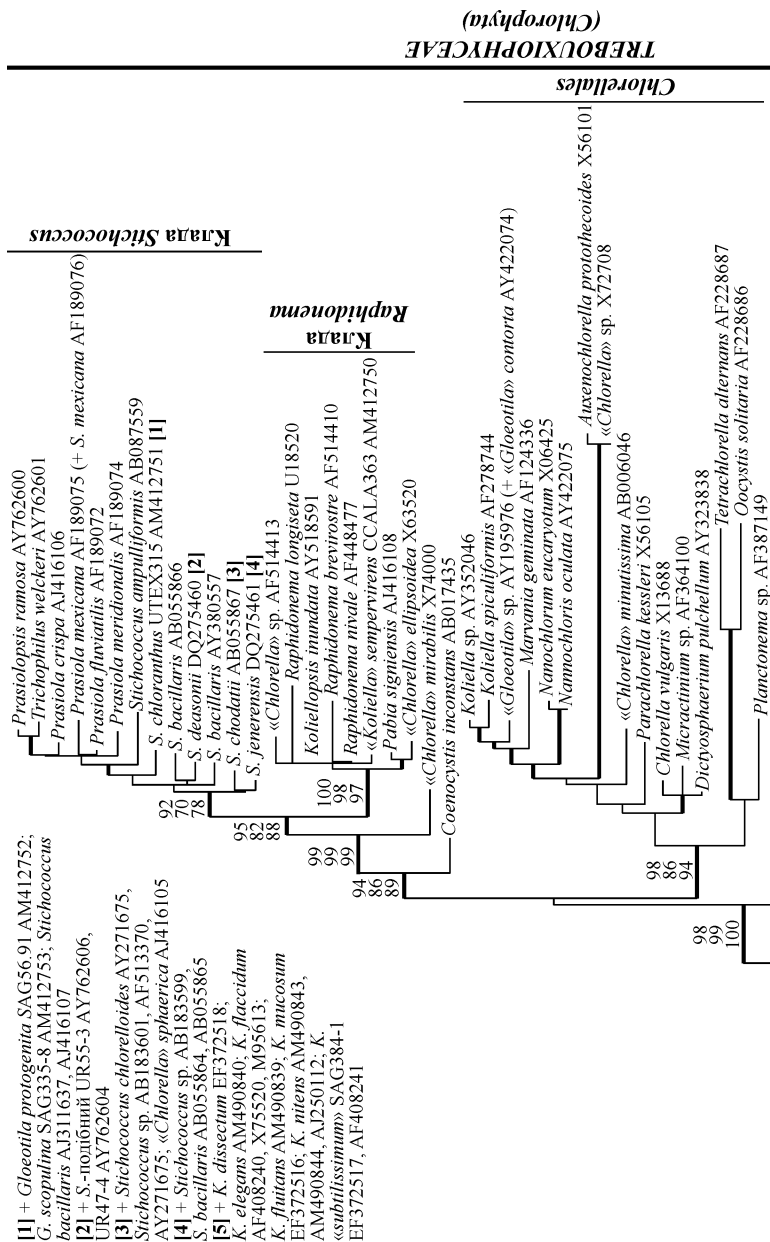 TREBOUXIOPHYCEAE
(Chlorophyta)
Chlorellales
Клада Stichococcus
Клада
Raphidonema
Prasiolopsis ramosa AY762600
Trichophilus welckeri AY762601
Prasiola crispa AJ416106
Prasiola mexicana AF189075 (+ S. mexicana AF189076)
Prasiola fluviatilis AF189072
Prasiola meridionalis AF189074
Stichococcus ampulliformis AB087559
S. chloranthus UTEX315 AM412751 [1]
S. bacillaris AB055866
S. deasonii DQ275460 [2]
S. bacillaris AY380557
S. chodatii AB055867 [3]
S. jenerensis DQ275461 [4]
«Chlorella» sp. AF514413
Raphidonema longiseta U18520
Koliellopsis inundata AY518591
Raphidonema brevirostre AF514410
Raphidonema nivale AF448477
«Koliella» sempervirens CCALA363 AM412750
Pabia signiensis AJ416108
«Chlorella» ellipsoidea X63520
«Chlorella» mirabilis X74000
Coenocystis inconstans AB017435
Koliella sp. AY352046
Koliella spiculiformis AF278744
«Gloeotila» sp. AY195976 (+ «Gloeotila» contorta AY422074)
Marvania geminata AF124336
Nanochlorum eucaryotum X06425
Nannochloris oculata AY422075
Auxenochlorella protothecoides X56101
«Chlorella» sp. X72708
«Chlorella» minutissima AB006046
Parachlorella kessleri X56105
Chlorella vulgaris X13688
Micractinium sp. AF364100
Dictyosphaerium pulchellum AY323838
Tetrachlorella alternans AF228687
Oocystis solitaria AF228686
Planctonema sp. AF387149
92
70
78
95
82
88
100
98
97
99
99
99
94
86
89
98
86
94
98
99
100
[1] + Gloeotila protogenita SAG56.91 AM412752;
G. scopulina SAG335-8 AM412753; Stichococcus
bacillaris AJ311637, AJ416107
[2] + S.-подібний UR55-3 AY762606,
UR47-4 AY762604
[3] + Stichococcus chlorelloides AY271675,
Stichococcus sp. AB183601, AF513370,
AY271675; «Chlorella» sphaerica AJ416105
[4] + Stichococcus sp. AB183599,
S. bacillaris AB055864, AB055865
[5] + K. dissectum EF372518;
K. elegans AM490840; K. flaccidum
AF408240, X75520, M95613;
K. fluitans AM490839; K. mucosum
EF372516; K. nitens AM490843,
AM490844, AJ250112; K.
«subtilissimum» SAG384-1
EF372517, AF408241